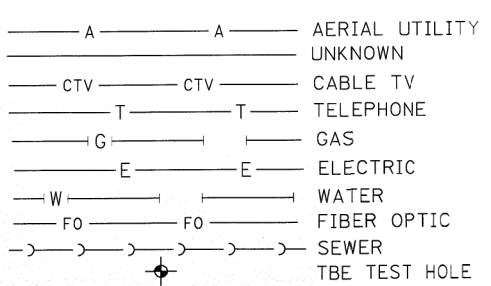 A A AERIAL UTILITY
UNKNOWN
CTV CTV CABLE TV
T T TELEPHONE
G GAS
E E ELECTRIC
W WATER
FO FO FIBER OPTIC
SEWER
TBE TEST HOLE